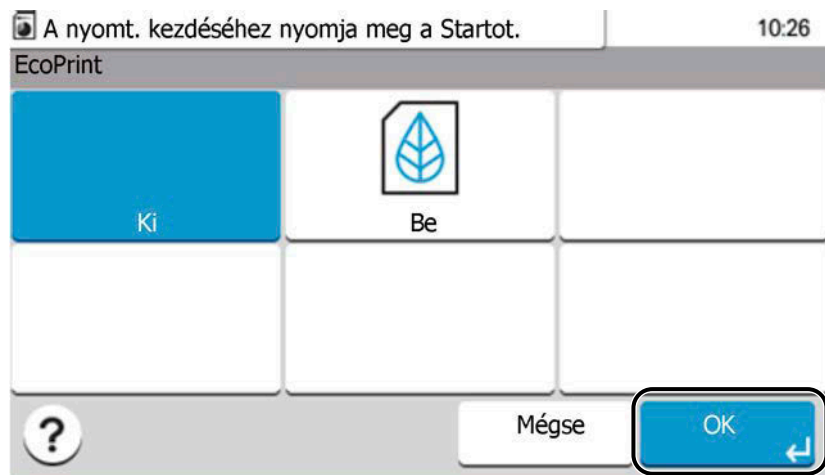 A nyomt. kezdéséhez nyomja meg a Startot.
10:26
EcoPrint
Ki
Be
?
Mégse
OK